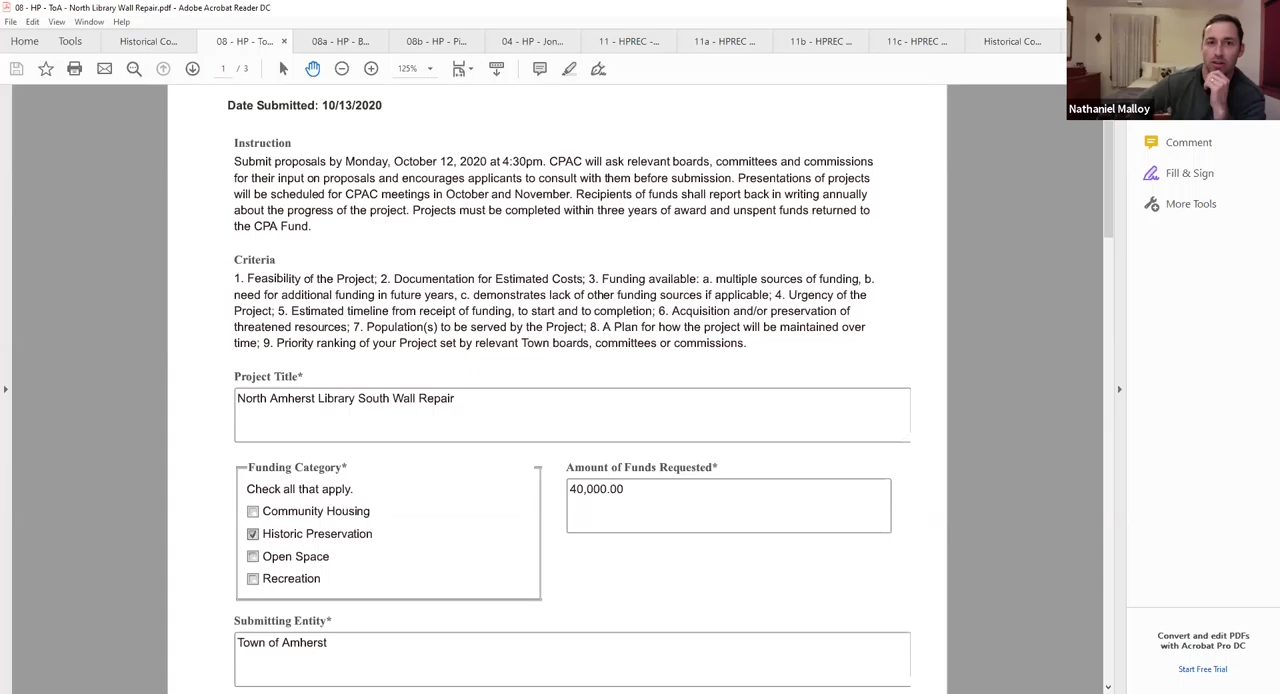 08 - HP - ToA - North Library Wall Repair.pdf - Adobe Acrobat Reader DC
File Edit View Window Help
Home Tools Historical Co... 08 - HP - To... × 08a - HP - B... 08b - HP - Pi... 04 - HP - Jon... 11 - HPREC -... 11a - HPREC ... 11b - HPREC ... 11c - HPREC ... Historical Co...
1 / 3 125%
Nathaniel Malloy
Date Submitted: 10/13/2020
Instruction
Submit proposals by Monday, October 12, 2020 at 4:30pm. CPAC will ask relevant boards, committees and commissions
for their input on proposals and encourages applicants to consult with them before submission. Presentations of projects
will be scheduled for CPAC meetings in October and November. Recipients of funds shall report back in writing annually
about the progress of the project. Projects must be completed within three years of award and unspent funds returned to
the CPA Fund.
Criteria
1. Feasibility of the Project; 2. Documentation for Estimated Costs; 3. Funding available: a. multiple sources of funding, b.
need for additional funding in future years, c. demonstrates lack of other funding sources if applicable; 4. Urgency of the
Project; 5. Estimated timeline from receipt of funding, to start and to completion; 6. Acquisition and/or preservation of
threatened resources; 7. Population(s) to be served by the Project; 8. A Plan for how the project will be maintained over
time; 9. Priority ranking of your Project set by relevant Town boards, committees or commissions.
Project Title*
North Amherst Library South Wall Repair
Funding Category*
Check all that apply.
Community Housing
Historic Preservation
Open Space
Recreation
Amount of Funds Requested*
40,000.00
Submitting Entity*
Town of Amherst
Comment
Fill & Sign
More Tools
Convert and edit PDFs
with Acrobat Pro DC
Start Free Trial